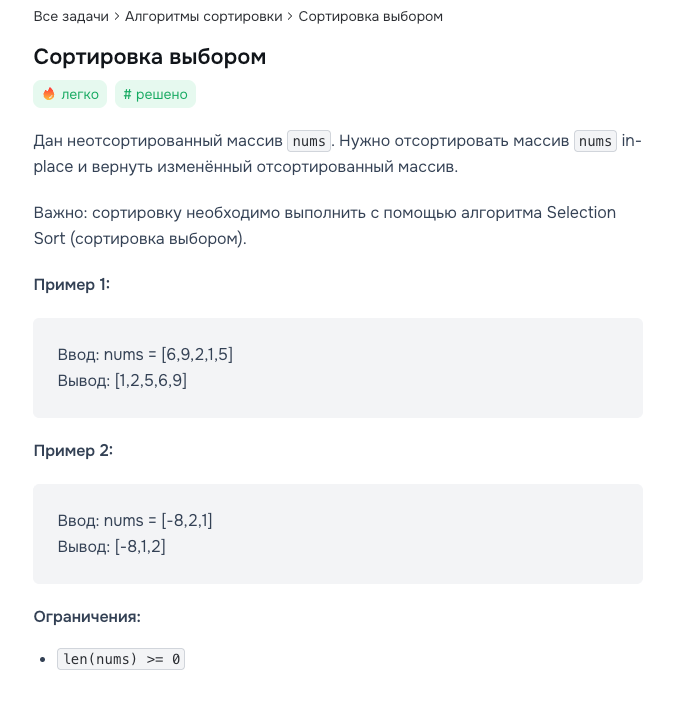 Все задачи > Алгоритмы сортировки > Сортировка выбором
Сортировка выбором
🔥 легко # решено
Дан неотсортированный массив nums. Нужно отсортировать массив nums in-
place и вернуть изменённый отсортированный массив.
Важно: сортировку необходимо выполнить с помощью алгоритма Selection
Sort (сортировка выбором).
Пример 1:
Ввод: nums = [6,9,2,1,5]
Вывод: [1,2,5,6,9]
Пример 2:
Ввод: nums = [-8,2,1]
Вывод: [-8,1,2]
Ограничения:
• len(nums) >= 0